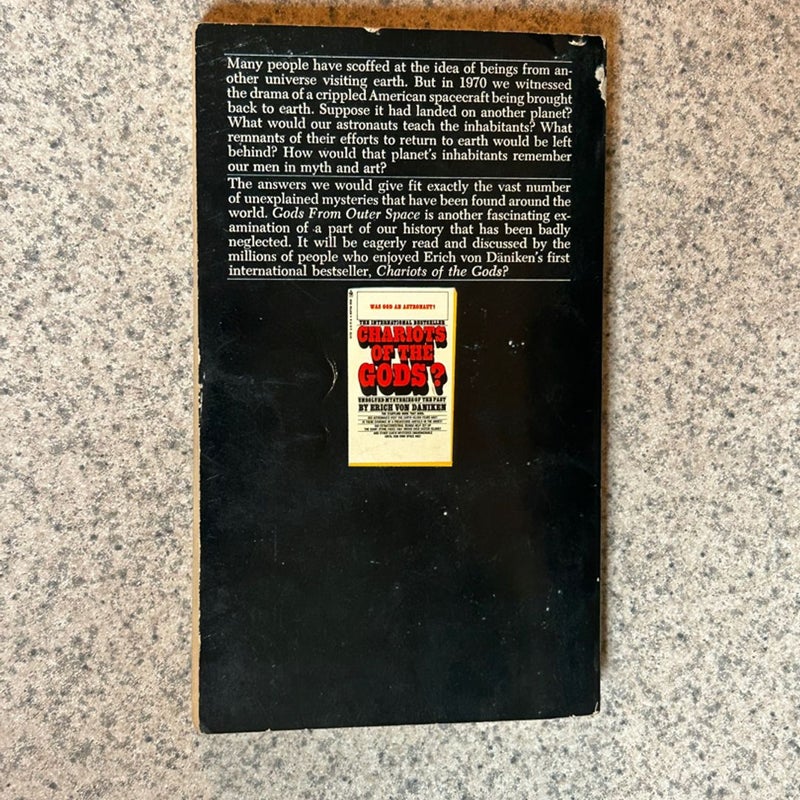 Many people have scoffed at the idea of beings from an-
other universe visiting earth. But in 1970 we witnessed
the drama of a crippled American spacecraft being brought
back to earth. Suppose it had landed on another planet?
What would our astronauts teach the inhabitants? What
remnants of their efforts to return to earth would be left
behind? How would that planet's inhabitants remember
our men in myth and art?
The answers we would give fit exactly the vast number
of unexplained mysteries that have been found around the
world. Gods From Outer Space is another fascinating ex-
amination of a part of our history that has been badly
neglected. It will be eagerly read and discussed by the
millions of people who enjoyed Erich von Däniken's first
international bestseller, Chariots of the Gods?
WAS GOD AN ASTRONAUT?
THE INTERNATIONAL BESTSELLER
CHARIOTS
OF THE
GODS?
UNSOLVED MYSTERIES OF THE PAST
BY ERICH VON DANIKEN